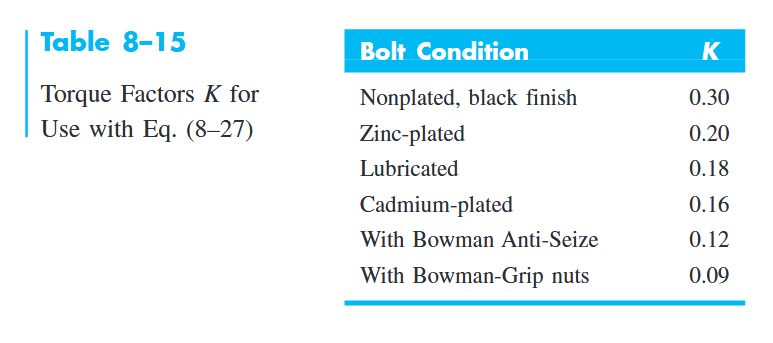 Table 8–15
Torque Factors K for
Use with Eq. (8–27)
Bolt Condition K
Nonplated, black finish 0.30
Zinc-plated 0.20
Lubricated 0.18
Cadmium-plated 0.16
With Bowman Anti-Seize 0.12
With Bowman-Grip nuts 0.09